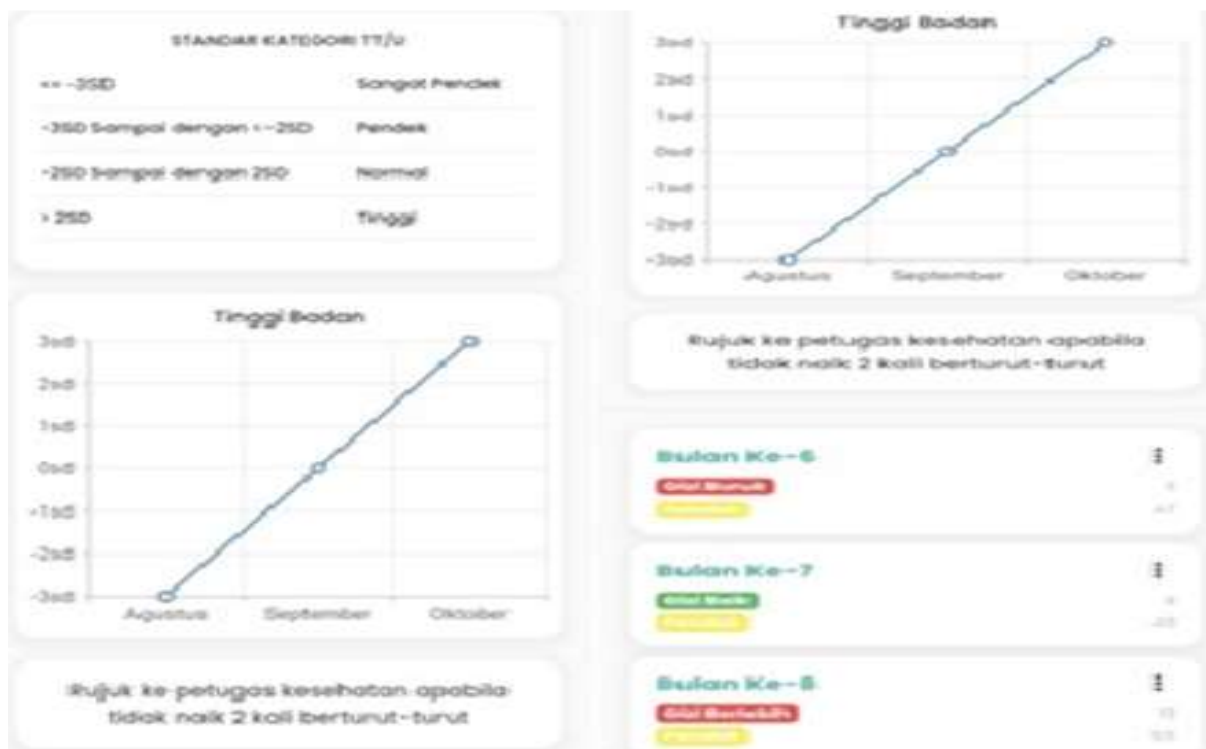 STANDAR KATEGORI TT/U
<= -3SD Sangat Pendek
-3SD Sampai dengan <-2SD Pendek
-2SD Sampai dengan 2SD Normal
> 2SD Tinggi
Tinggi Badan
3sd
2sd
1sd
0sd
-1sd
-2sd
-3sd
Agustus September Oktober
Rujuk ke petugas kesehatan apabila
tidak naik 2 kali berturut-turut
Tinggi Badan
3sd
2sd
1sd
0sd
-1sd
-2sd
-3sd
Agustus September Oktober
Rujuk ke petugas kesehatan apabila
tidak naik 2 kali berturut-turut
Bulan Ke-6
Gizi Buruk
Bulan Ke-7
Gizi Baik
Bulan Ke-8
Gizi Berlebih